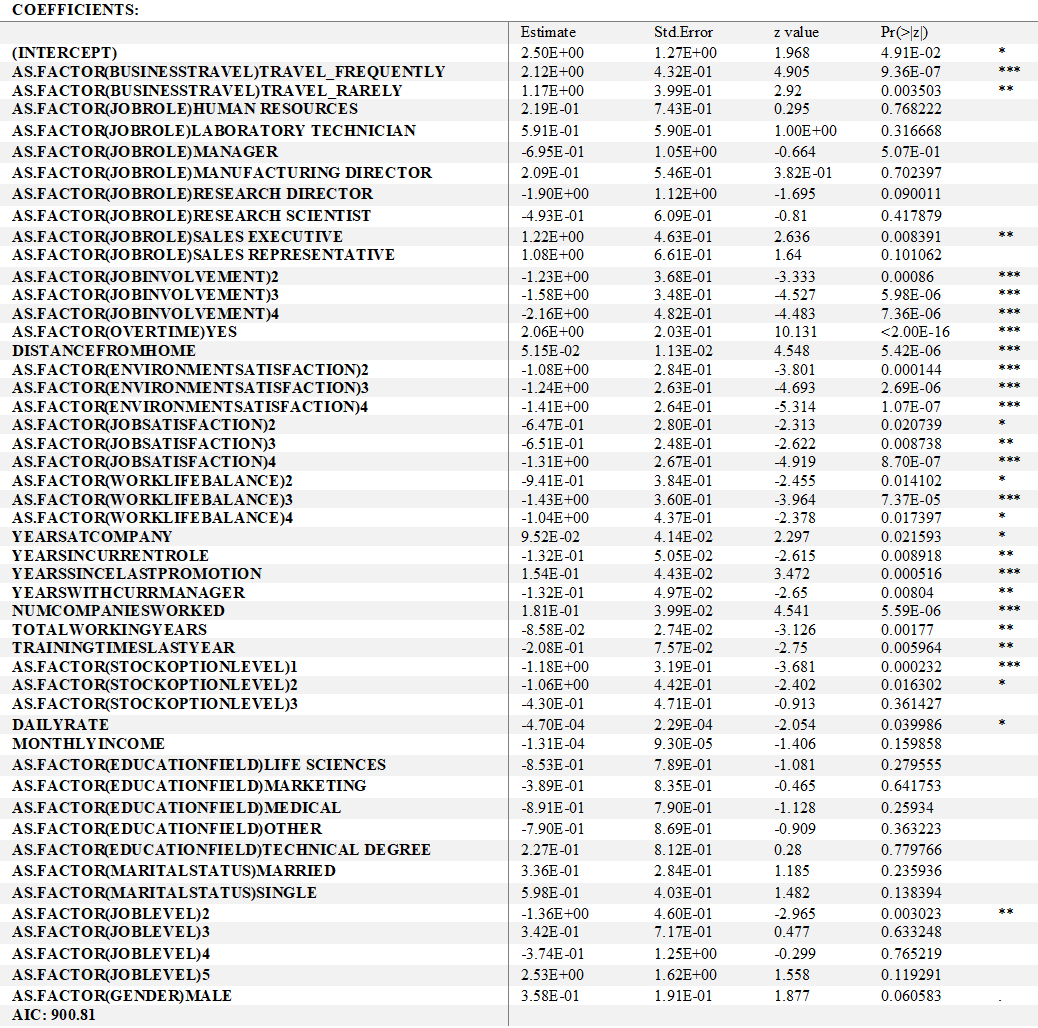 COEFFICIENTS:
Estimate Std.Error z value Pr(>|z|)
(INTERCEPT) 2.50E+00 1.27E+00 1.968 4.91E-02 *
AS.FACTOR(BUSINESSTRAVEL)TRAVEL_FREQUENTLY 2.12E+00 4.32E-01 4.905 9.36E-07 ***
AS.FACTOR(BUSINESSTRAVEL)TRAVEL_RARELY 1.17E+00 3.99E-01 2.92 0.003503 **
AS.FACTOR(JOBROLE)HUMAN RESOURCES 2.19E-01 7.43E-01 0.295 0.768222
AS.FACTOR(JOBROLE)LABORATORY TECHNICIAN 5.91E-01 5.90E-01 1.00E+00 0.316668
AS.FACTOR(JOBROLE)MANAGER -6.95E-01 1.05E+00 -0.664 5.07E-01
AS.FACTOR(JOBROLE)MANUFACTURING DIRECTOR 2.09E-01 5.46E-01 3.82E-01 0.702397
AS.FACTOR(JOBROLE)RESEARCH DIRECTOR -1.90E+00 1.12E+00 -1.695 0.090011
AS.FACTOR(JOBROLE)RESEARCH SCIENTIST -4.93E-01 6.09E-01 -0.81 0.417879
AS.FACTOR(JOBROLE)SALES EXECUTIVE 1.22E+00 4.63E-01 2.636 0.008391 **
AS.FACTOR(JOBROLE)SALES REPRESENTATIVE 1.08E+00 6.61E-01 1.64 0.101062
AS.FACTOR(JOBINVOLVEMENT)2 -1.23E+00 3.68E-01 -3.333 0.00086 ***
AS.FACTOR(JOBINVOLVEMENT)3 -1.58E+00 3.48E-01 -4.527 5.98E-06 ***
AS.FACTOR(JOBINVOLVEMENT)4 -2.16E+00 4.82E-01 -4.483 7.36E-06 ***
AS.FACTOR(OVERTIME)YES 2.06E+00 2.03E-01 10.131 <2.00E-16 ***
DISTANCEFROMHOME 5.15E-02 1.13E-02 4.548 5.42E-06 ***
AS.FACTOR(ENVIRONMENTSATISFACTION)2 -1.08E+00 2.84E-01 -3.801 0.000144 ***
AS.FACTOR(ENVIRONMENTSATISFACTION)3 -1.24E+00 2.63E-01 -4.693 2.69E-06 ***
AS.FACTOR(ENVIRONMENTSATISFACTION)4 -1.41E+00 2.64E-01 -5.314 1.07E-07 ***
AS.FACTOR(JOBSATISFACTION)2 -6.47E-01 2.80E-01 -2.313 0.020739 *
AS.FACTOR(JOBSATISFACTION)3 -6.51E-01 2.48E-01 -2.622 0.008738 **
AS.FACTOR(JOBSATISFACTION)4 -1.31E+00 2.67E-01 -4.919 8.70E-07 ***
AS.FACTOR(WORKLIFEBALANCE)2 -9.41E-01 3.84E-01 -2.455 0.014102 *
AS.FACTOR(WORKLIFEBALANCE)3 -1.43E+00 3.60E-01 -3.964 7.37E-05 ***
AS.FACTOR(WORKLIFEBALANCE)4 -1.04E+00 4.37E-01 -2.378 0.017397 *
YEARSATCOMPANY 9.52E-02 4.14E-02 2.297 0.021593 *
YEARSINCURRENTROLE -1.32E-01 5.05E-02 -2.615 0.008918 **
YEARSSINCELASTPROMOTION 1.54E-01 4.43E-02 3.472 0.000516 ***
YEARSWITHCURRMANAGER -1.32E-01 4.97E-02 -2.65 0.00804 **
NUMCOMPANIESWORKED 1.81E-01 3.99E-02 4.541 5.59E-06 ***
TOTALWORKINGYEARS -8.58E-02 2.74E-02 -3.126 0.00177 **
TRAININGTIMESLASTYEAR -2.08E-01 7.57E-02 -2.75 0.005964 **
AS.FACTOR(STOCKOPTIONLEVEL)1 -1.18E+00 3.19E-01 -3.681 0.000232 ***
AS.FACTOR(STOCKOPTIONLEVEL)2 -1.06E+00 4.42E-01 -2.402 0.016302 *
AS.FACTOR(STOCKOPTIONLEVEL)3 -4.30E-01 4.71E-01 -0.913 0.361427
DAILYRATE -4.70E-04 2.29E-04 -2.054 0.039986 *
MONTHLYINCOME -1.31E-04 9.30E-05 -1.406 0.159858
AS.FACTOR(EDUCATIONFIELD)LIFE SCIENCES -8.53E-01 7.89E-01 -1.081 0.279555
AS.FACTOR(EDUCATIONFIELD)MARKETING -3.89E-01 8.35E-01 -0.465 0.641753
AS.FACTOR(EDUCATIONFIELD)MEDICAL -8.91E-01 7.90E-01 -1.128 0.25934
AS.FACTOR(EDUCATIONFIELD)OTHER -7.90E-01 8.69E-01 -0.909 0.363223
AS.FACTOR(EDUCATIONFIELD)TECHNICAL DEGREE 2.27E-01 8.12E-01 0.28 0.779766
AS.FACTOR(MARITALSTATUS)MARRIED 3.36E-01 2.84E-01 1.185 0.235936
AS.FACTOR(MARITALSTATUS)SINGLE 5.98E-01 4.03E-01 1.482 0.138394
AS.FACTOR(JOBLEVEL)2 -1.36E+00 4.60E-01 -2.965 0.003023 **
AS.FACTOR(JOBLEVEL)3 3.42E-01 7.17E-01 0.477 0.633248
AS.FACTOR(JOBLEVEL)4 -3.74E-01 1.25E+00 -0.299 0.765219
AS.FACTOR(JOBLEVEL)5 2.53E+00 1.62E+00 1.558 0.119291
AS.FACTOR(GENDER)MALE 3.58E-01 1.91E-01 1.877 0.060583 .
AIC: 900.81